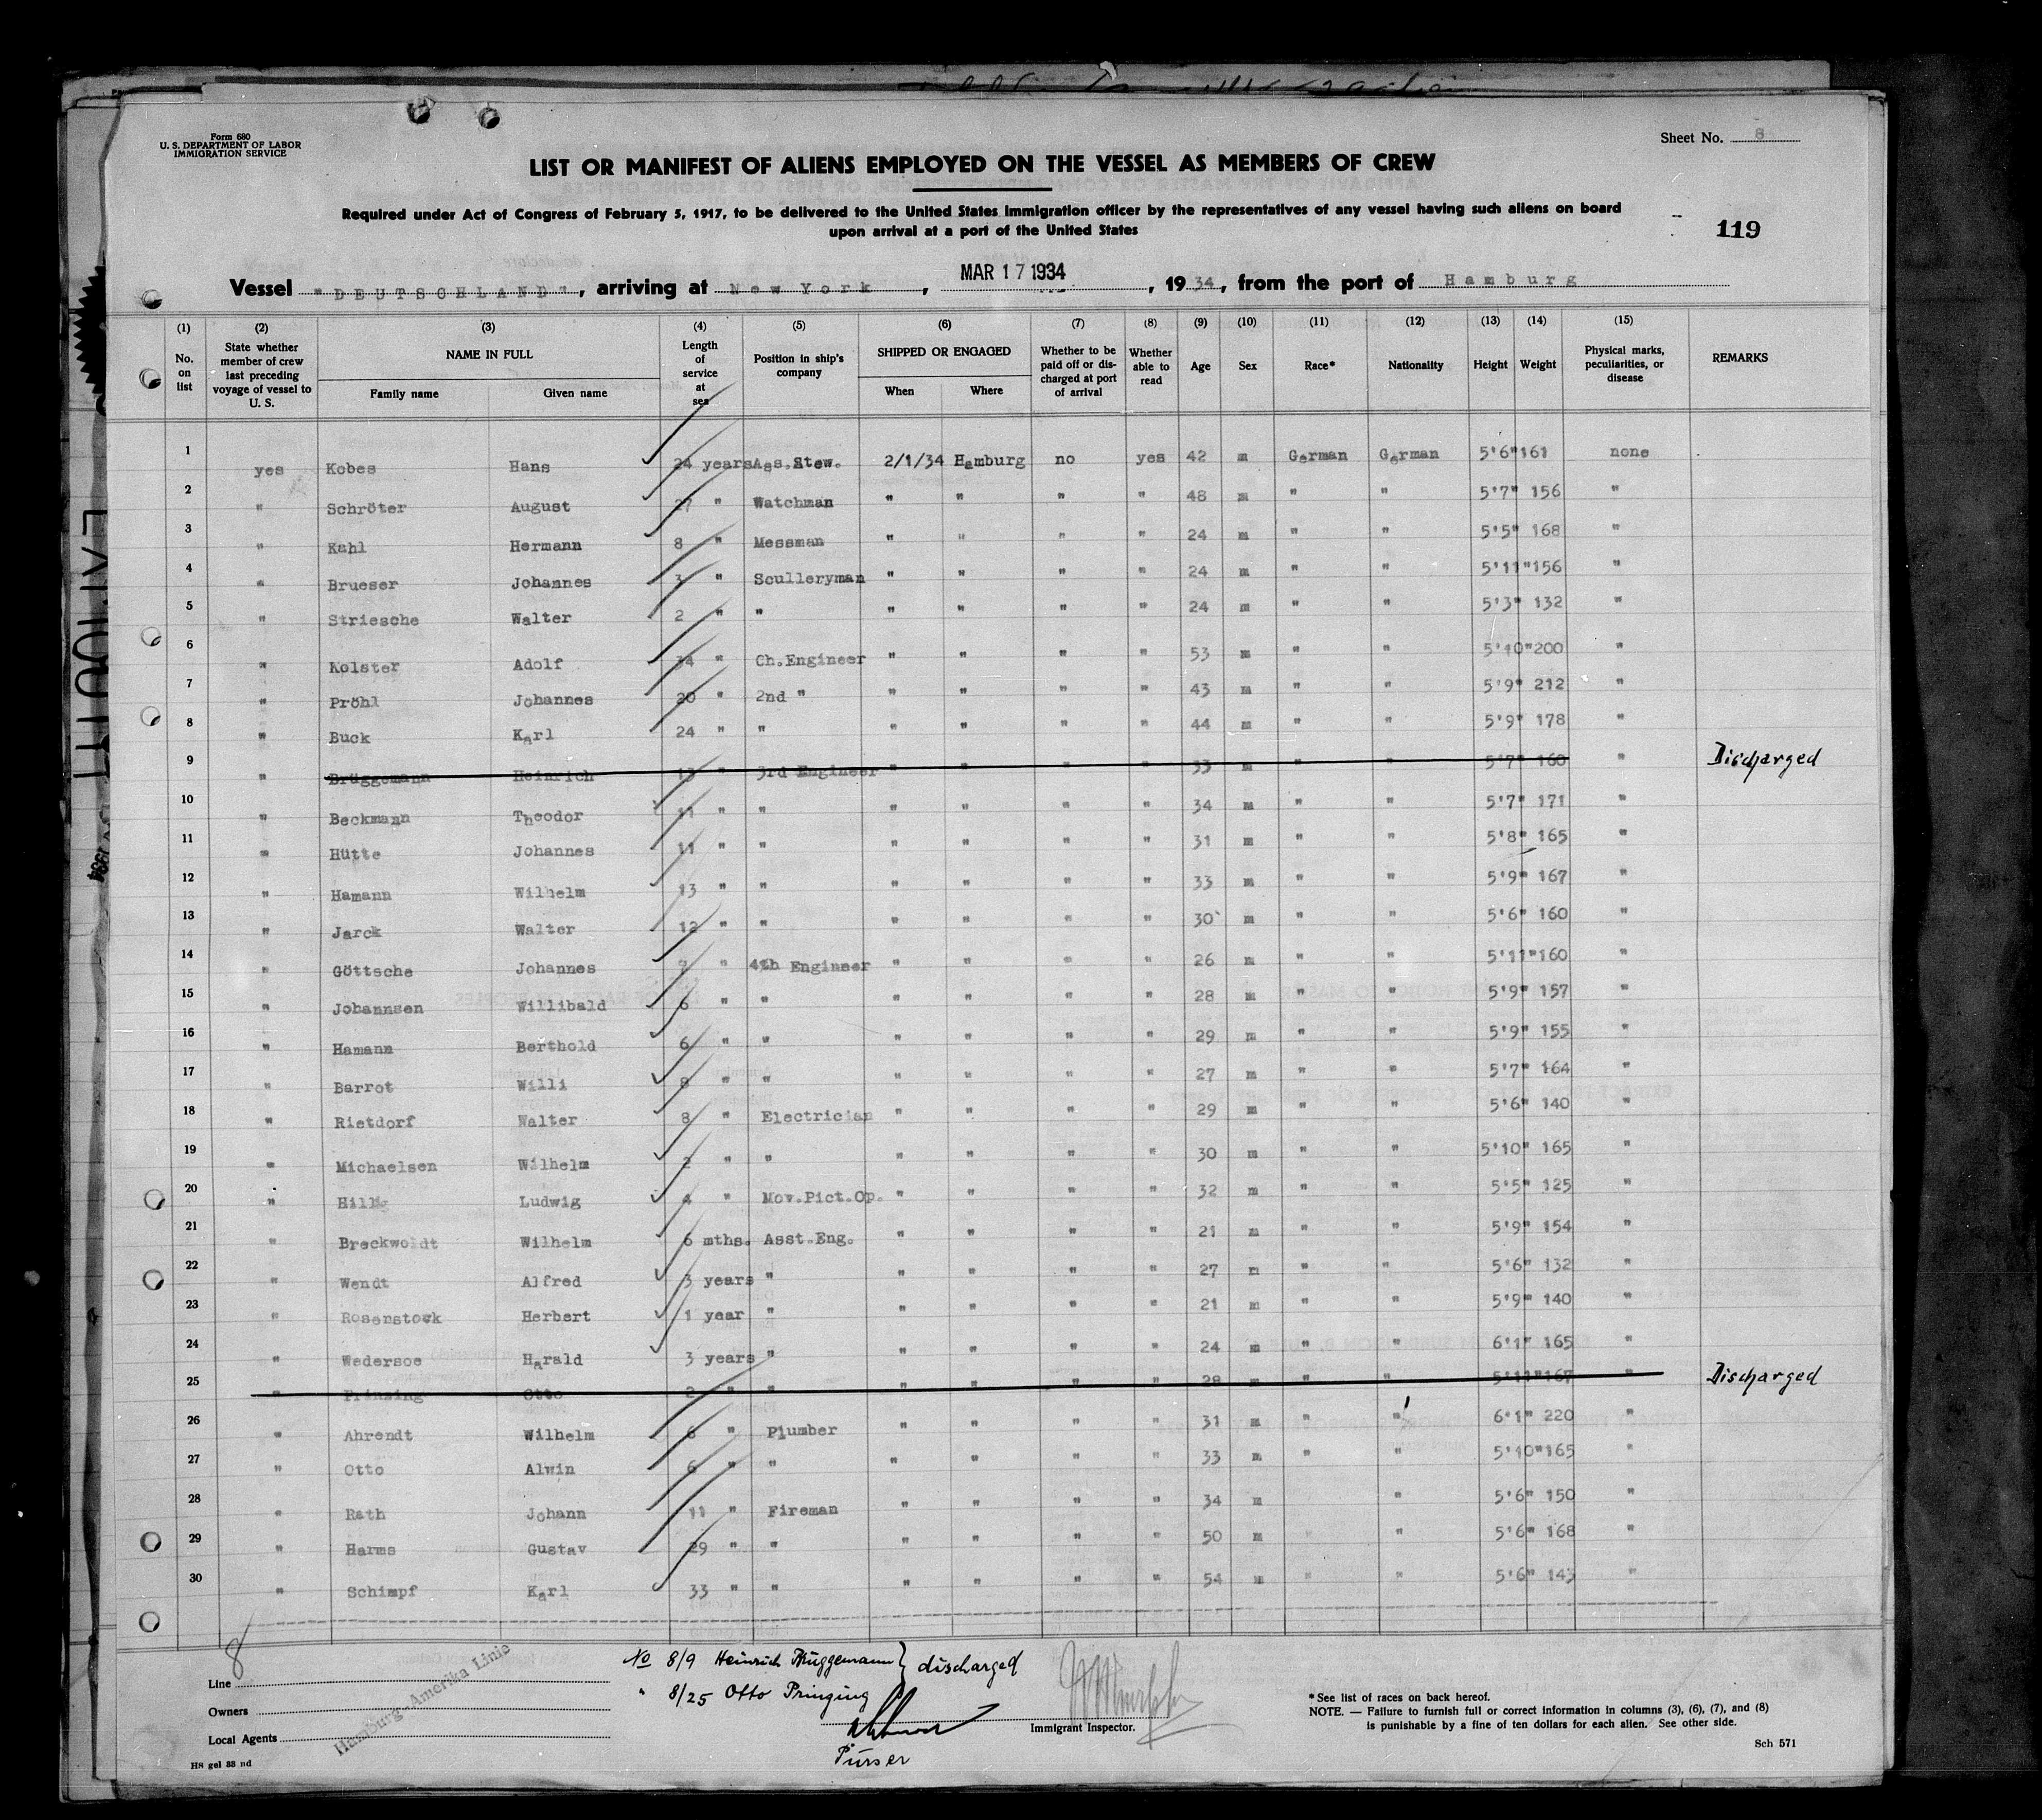 Form 680
U. S. DEPARTMENT OF LABOR
IMMIGRATION SERVICE
Sheet No. 8
LIST OR MANIFEST OF ALIENS EMPLOYED ON THE VESSEL AS MEMBERS OF CREW
Required under Act of Congress of February 5, 1917, to be delivered to the United States immigration officer by the representatives of any vessel having such aliens on board
upon arrival at a port of the United States
119
Vessel "DEUTSCHLAND", arriving at New York, MAR 17 1934, 1934, from the port of Hamburg
(1) (2) (3) (4) (5) (6) (7) (8) (9) (10) (11) (12) (13) (14) (15)
No. on list | State whether member of crew last preceding voyage of vessel to U. S. | NAME IN FULL | Family name | Given name | Length of service at sea | Position in ship's company | SHIPPED OR ENGAGED | When | Where | Whether to be paid off or discharged at port of arrival | Whether able to read | Age | Sex | Race* | Nationality | Height | Weight | Physical marks, peculiarities, or disease | REMARKS
1 yes Kobes Hans 24 years Ass.Stew. 2/1/34 Hamburg no yes 42 m German German 5'6" 161 none
2 " Schröter August 27 " Watchman " " " " 48 m " " 5'7" 156 "
3 " Kahl Hermann 8 " Messman " " " " 24 m " " 5'5" 168 "
4 " Brueser Johannes 3 " Sculleryman " " " " 24 m " " 5'11" 156 "
5 " Striesche Walter 2 " " " " " " 24 m " " 5'3" 132 "
6 " Kolster Adolf 34 " Ch.Engineer " " " " 53 m " " 5'10" 200 "
7 " Pröhl Johannes 20 " 2nd " " " " " 43 m " " 5'9" 212 "
8 " Buck Karl 24 " " " " " " 44 m " " 5'9" 178 "
9 " Brüggemann Heinrich 13 " 3rd Engineer " " " " 33 m " " 5'7" 160 " Discharged
10 " Beckmann Theodor 11 " " " " " " 34 m " " 5'7" 171 "
11 " Hütte Johannes 11 " " " " " " 31 m " " 5'8" 165 "
12 " Hamann Wilhelm 13 " " " " " " 33 m " " 5'9" 167 "
13 " Jarck Walter 12 " " " " " " 30 m " " 5'6" 160 "
14 " Göttsche Johannes 7 " 4th Engineer " " " " 26 m " " 5'11" 160 "
15 " Johannsen Willibald 6 " " " " " " 28 m " " 5'9" 157 "
16 " Hamann Berthold 6 " " " " " " 29 m " " 5'9" 155 "
17 " Barrot Willi 8 " " " " " " 27 m " " 5'7" 164 "
18 " Rietdorf Walter 8 " Electrician " " " " 29 m " " 5'6" 140 "
19 " Michaelsen Wilhelm 2 " " " " " " 30 m " " 5'10" 165 "
20 " Hillig Ludwig 4 " Mov.Pict.Op. " " " " 32 m " " 5'5" 125 "
21 " Breckwoldt Wilhelm 6 mths. Asst.Eng. " " " " 21 m " " 5'9" 154 "
22 " Wendt Alfred 3 years " " " " " 27 m " " 5'6" 132 "
23 " Rosenstock Herbert 1 year " " " " " 21 m " " 5'9" 140 "
24 " Wedersoe Harald 3 years " " " " " 24 m " " 6'1" 165 "
25 " Prinzing Otto 2 " " " " " " 28 m " " 5'11" 167 " Discharged
26 " Ahrendt Wilhelm 6 " Plumber " " " " 31 m " " 6'1" 220 "
27 " Otto Alwin 6 " " " " " " 33 m " " 5'10" 165 "
28 " Rath Johann 11 " Fireman " " " " 34 m " 5'6" 150 "
29 " Harms Gustav 29 " " " " " " 50 m " " 5'6" 168 "
30 " Schimpf Karl 33 " " " " " " 54 m " " 5'6" 143 "
8
Line
Owners
Local Agents
Hamburg-Amerika Linie
No 8/9 Heinrich Brüggemann } discharged
" 8/25 Otto Prinzing
Purser
Immigrant Inspector.
*See list of races on back hereof.
NOTE. — Failure to furnish full or correct information in columns (3), (6), (7), and (8)
is punishable by a fine of ten dollars for each alien. See other side.
HS gel 33 nd
Sch 571